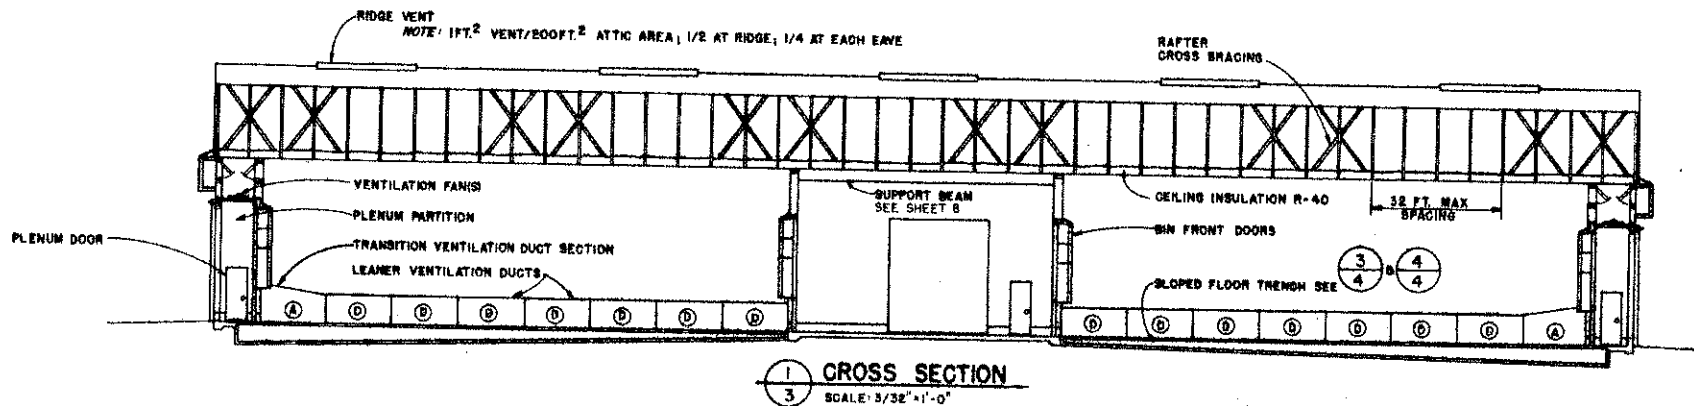 RIDGE VENT
NOTE: 1FT.² VENT/200FT.² ATTIC AREA; 1/2 AT RIDGE; 1/4 AT EACH EAVE
RAFTER
CROSS BRACING
VENTILATION FAN(S)
PLENUM PARTITION
PLENUM DOOR
TRANSITION VENTILATION DUCT SECTION
LEANER VENTILATION DUCTS
SUPPORT BEAM
SEE SHEET 8
CEILING INSULATION R-40
32 FT. MAX
SPACING
BIN FRONT DOORS
3
4
&
4
4
SLOPED FLOOR TRENCH SEE
A D D D D D D D
D D D D D D D A
1
3
CROSS SECTION
SCALE: 3/32"=1'-0"